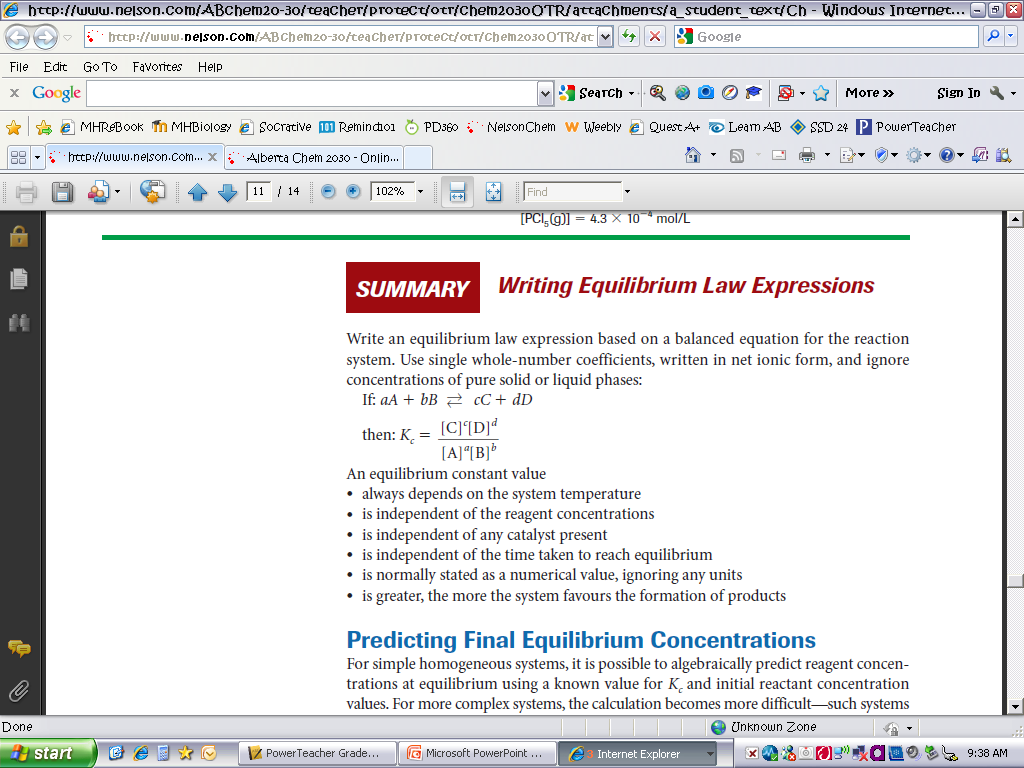 http://www.nelson.com/ABChem20-30/teacher/protect/otr/Chem2030OTR/attachments/a_student_text/Ch - Windows Internet...
http://www.nelson.com/ABChem20-30/teacher/protect/otr/Chem2030OTR/at
Google
File Edit Go To Favorites Help
x Google Search More >> Sign In
MHReBook MHBiology Socrative Remind101 PD360 NelsonChem Weebly Quest A+ Learn AB SSD 24 PowerTeacher
http://www.nelson.com... Alberta Chem 2030 - Onlin...
11 / 14 102% Find
[PCl₅(g)] = 4.3 × 10⁻⁴ mol/L
SUMMARY Writing Equilibrium Law Expressions
Write an equilibrium law expression based on a balanced equation for the reaction
system. Use single whole-number coefficients, written in net ionic form, and ignore
concentrations of pure solid or liquid phases:
If: aA + bB ⇄ cC + dD
then: K_c = [C]^c[D]^d
[A]^a[B]^b
An equilibrium constant value
• always depends on the system temperature
• is independent of the reagent concentrations
• is independent of any catalyst present
• is independent of the time taken to reach equilibrium
• is normally stated as a numerical value, ignoring any units
• is greater, the more the system favours the formation of products
Predicting Final Equilibrium Concentrations
For simple homogeneous systems, it is possible to algebraically predict reagent concen-
trations at equilibrium using a known value for K_c and initial reactant concentration
values. For more complex systems, the calculation becomes more difficult—such systems
Done Unknown Zone
start PowerTeacher Grade... Microsoft PowerPoint ... 3 Internet Explorer 9:38 AM